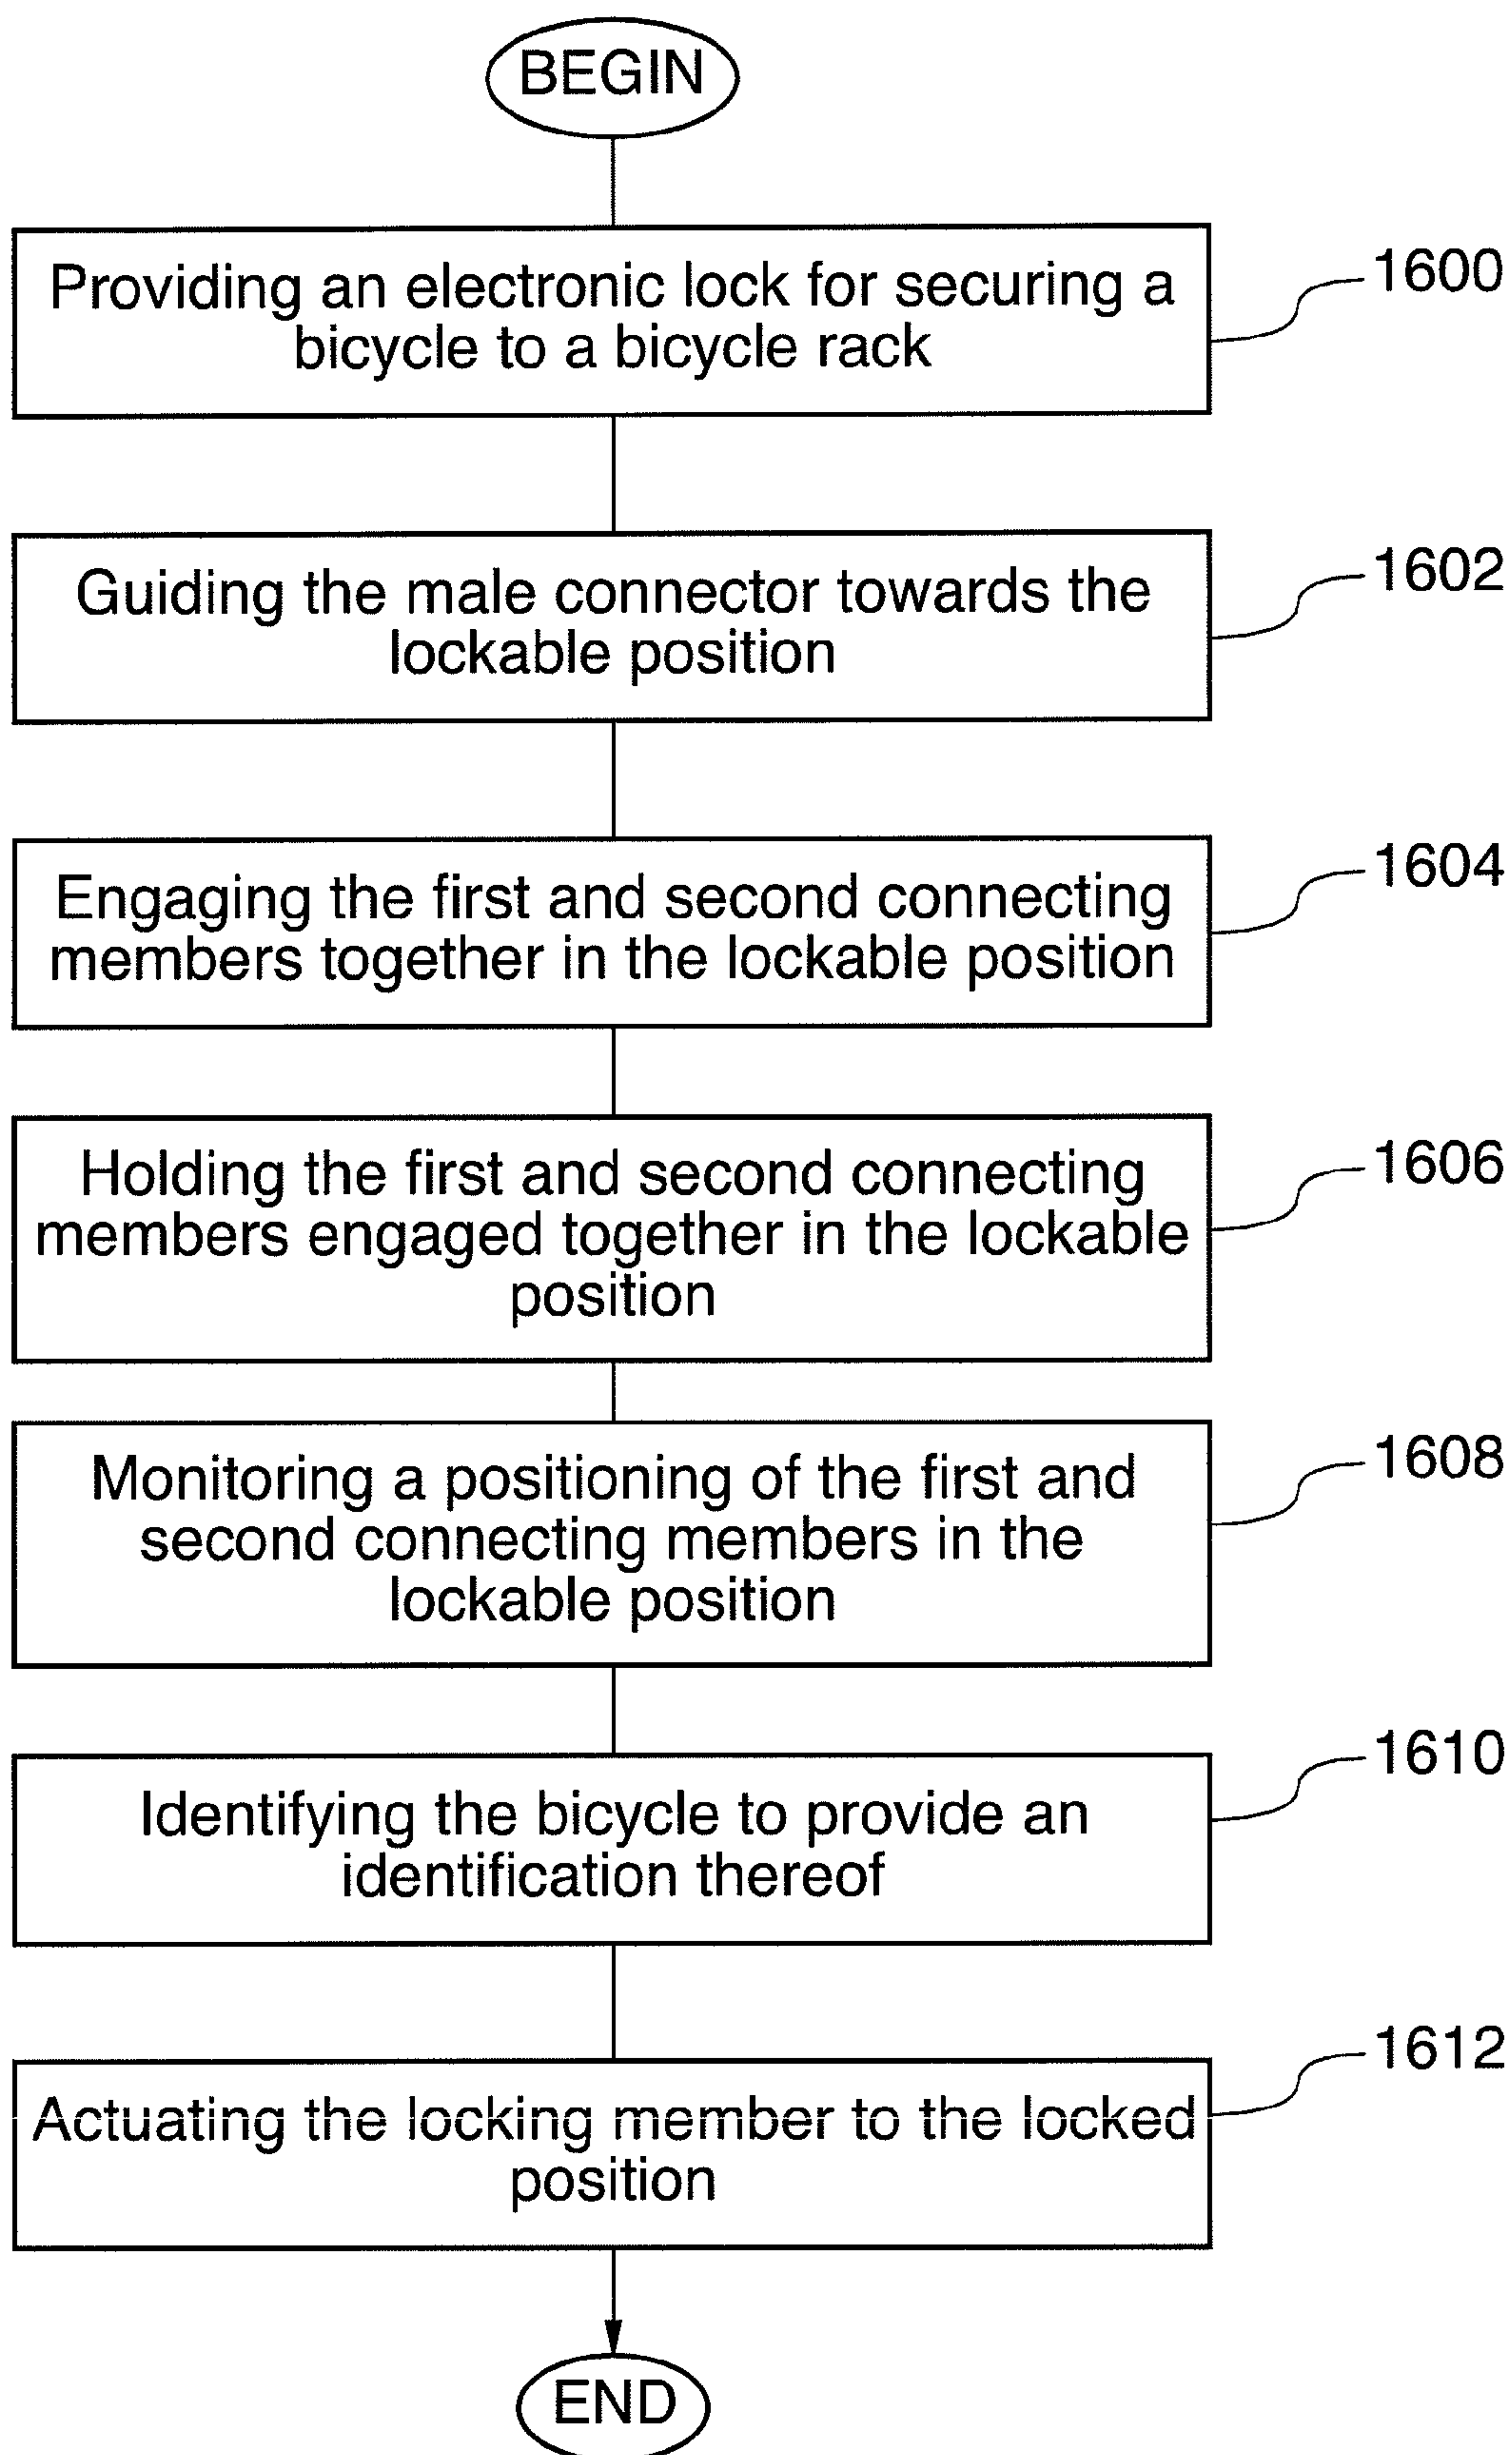 BEGIN
Providing an electronic lock for securing a
bicycle to a bicycle rack
1600
Guiding the male connector towards the
lockable position
1602
Engaging the first and second connecting
members together in the lockable position
1604
Holding the first and second connecting
members engaged together in the lockable
position
1606
Monitoring a positioning of the first and
second connecting members in the
lockable position
1608
Identifying the bicycle to provide an
identification thereof
1610
Actuating the locking member to the locked
position
1612
END